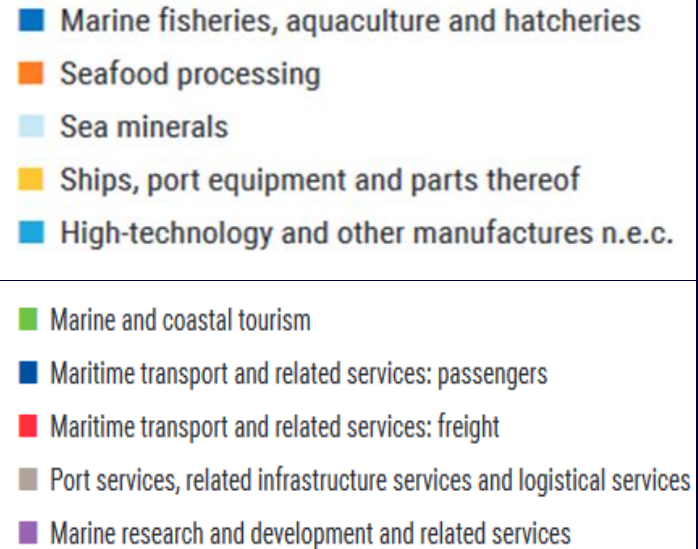 Marine fisheries, aquaculture and hatcheries
Seafood processing
Sea minerals
Ships, port equipment and parts thereof
High-technology and other manufactures n.e.c.
Marine and coastal tourism
Maritime transport and related services: passengers
Maritime transport and related services: freight
Port services, related infrastructure services and logistical services
Marine research and development and related services